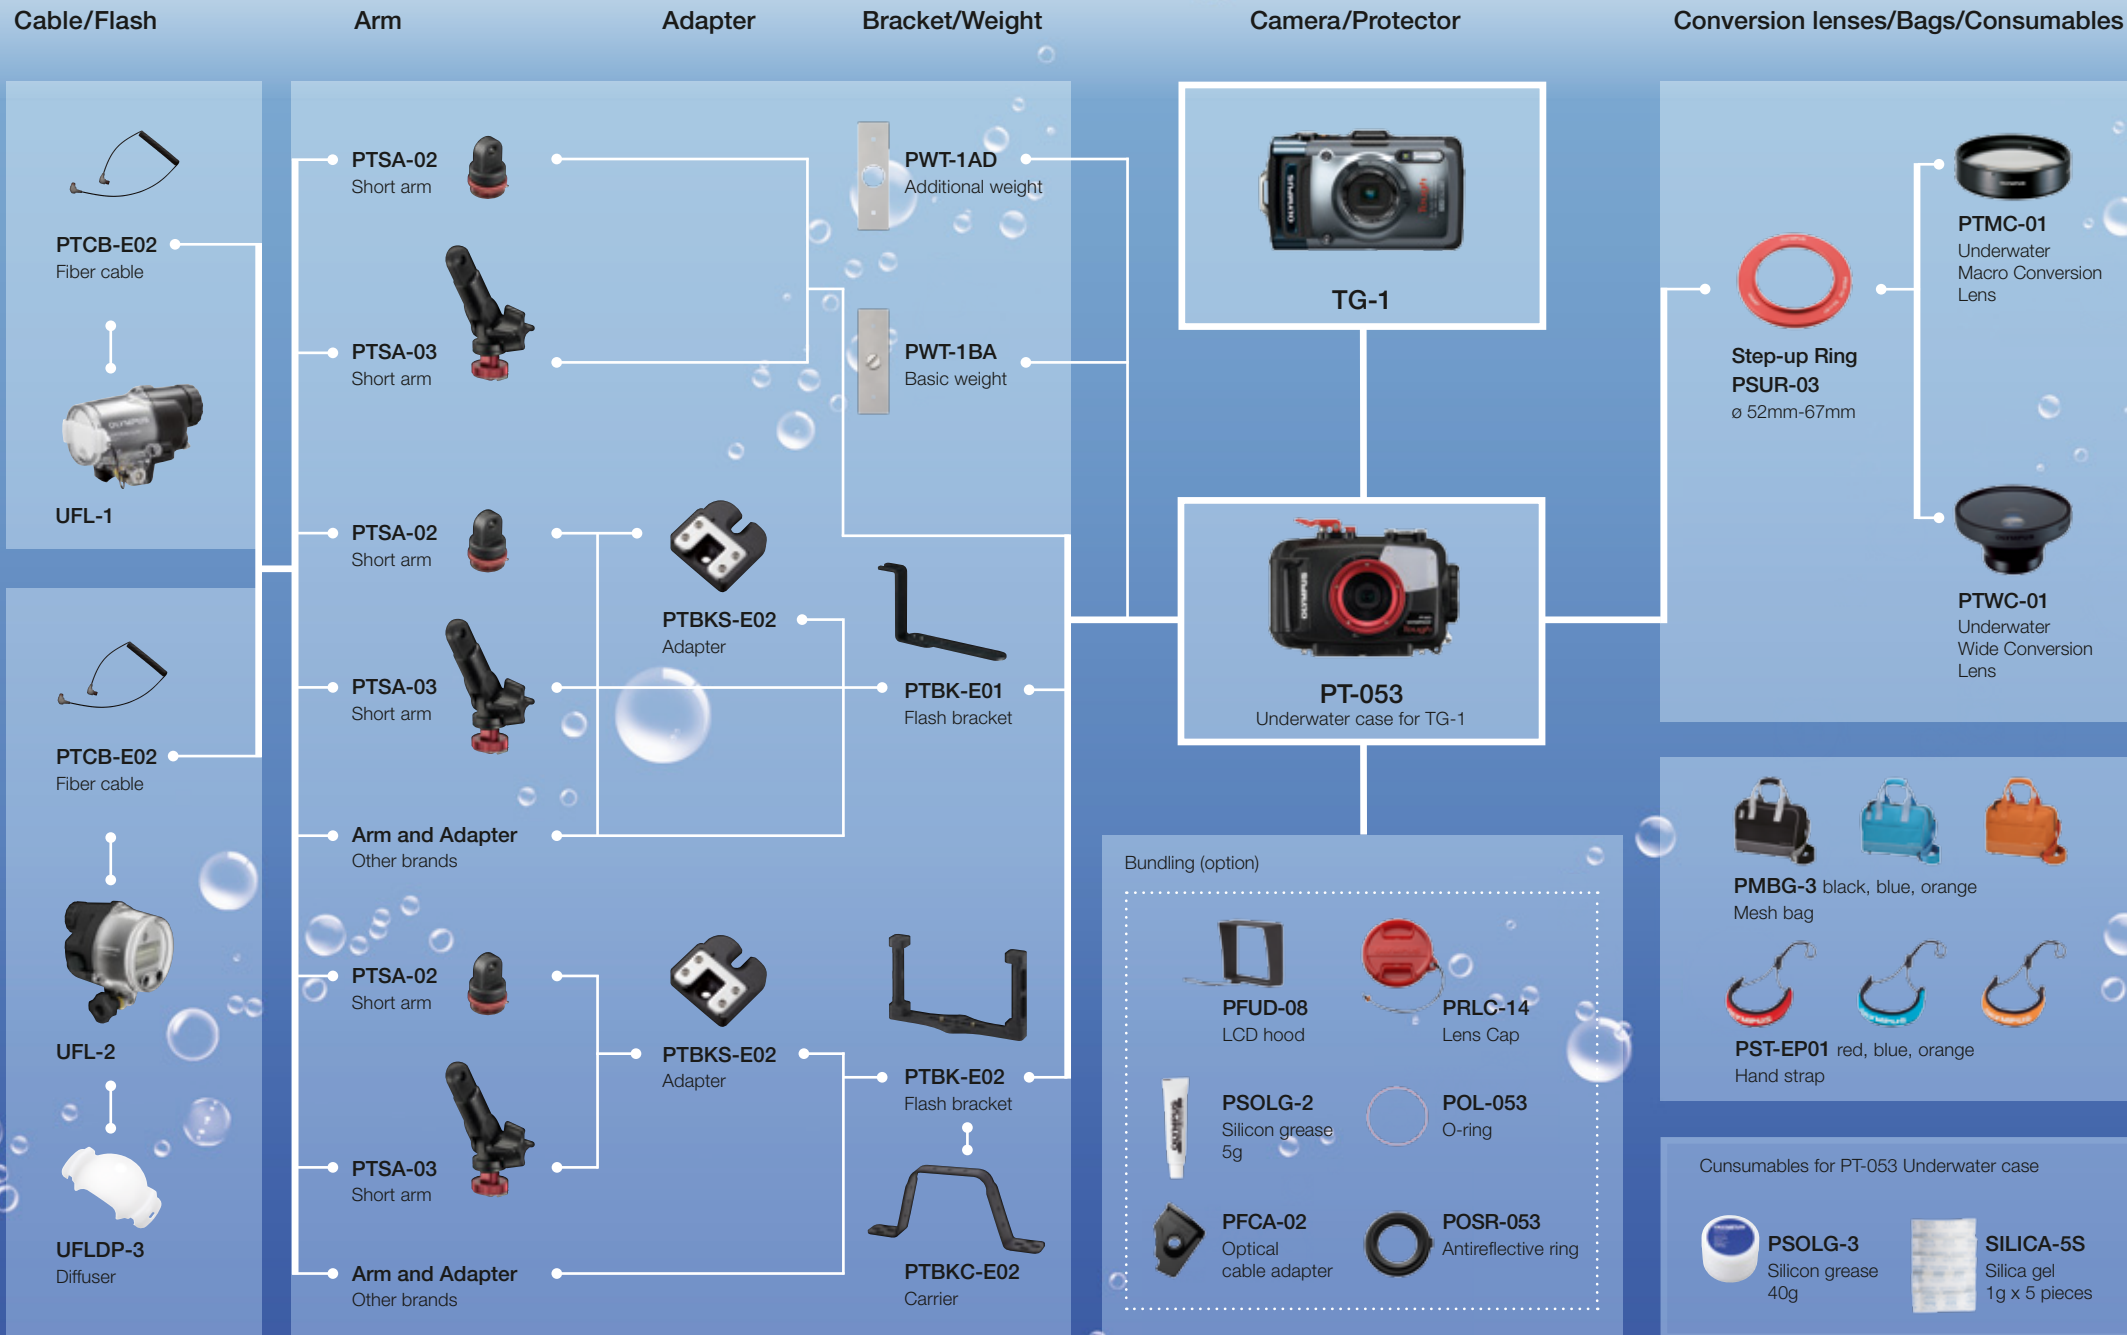 Cable/Flash
Arm
Adapter
Bracket/Weight
Camera/Protector
Conversion lenses/Bags/Consumables
PTCB-E02
Fiber cable
UFL-1
PTCB-E02
Fiber cable
UFL-2
UFLDP-3
Diffuser
PTSA-02
Short arm
PTSA-03
Short arm
PTSA-02
Short arm
PTSA-03
Short arm
Arm and Adapter
Other brands
PTSA-02
Short arm
PTSA-03
Short arm
Arm and Adapter
Other brands
PTBKS-E02
Adapter
PTBKS-E02
Adapter
PWT-1AD
Additional weight
PWT-1BA
Basic weight
PTBK-E01
Flash bracket
PTBK-E02
Flash bracket
PTBKC-E02
Carrier
OLYMPUS
Tough
TG-1
OLYMPUS
Tough
PT-053
Underwater case for TG-1
Bundling (option)
PFUD-08
LCD hood
PRLC-14
Lens Cap
PSOLG-2
Silicon grease
5g
POL-053
O-ring
PFCA-02
Optical
cable adapter
POSR-053
Antireflective ring
Step-up Ring
PSUR-03
ø 52mm-67mm
PTMC-01
Underwater
Macro Conversion
Lens
PTWC-01
Underwater
Wide Conversion
Lens
PMBG-3 black, blue, orange
Mesh bag
PST-EP01 red, blue, orange
Hand strap
Cunsumables for PT-053 Underwater case
PSOLG-3
Silicon grease
40g
SILICA-5S
Silica gel
1g x 5 pieces